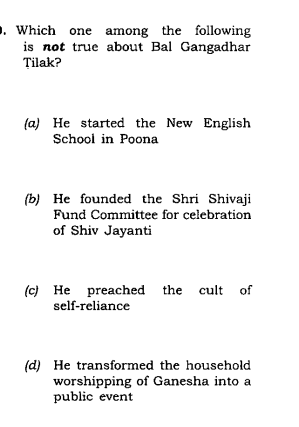 . Which one among the following
is not true about Bal Gangadhar
Tilak?
(a) He started the New English
School in Poona
(b) He founded the Shri Shivaji
Fund Committee for celebration
of Shiv Jayanti
(c) He preached the cult of
self-reliance
(d) He transformed the household
worshipping of Ganesha into a
public event